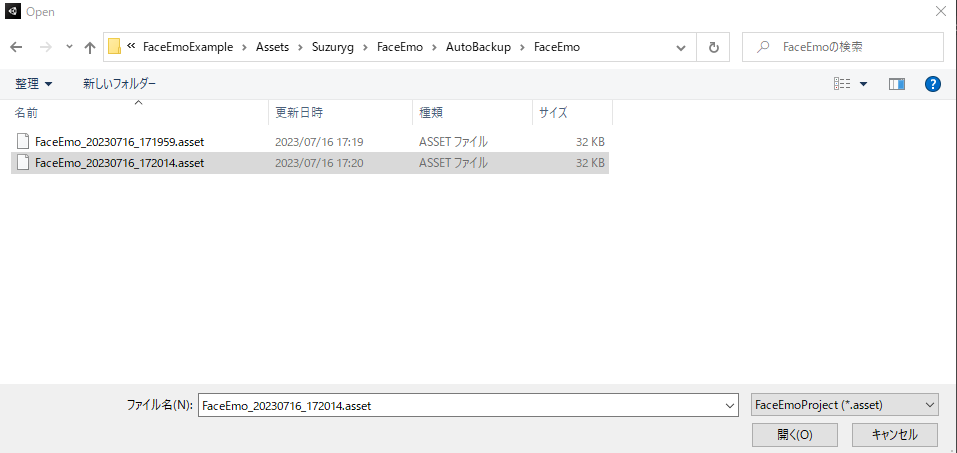 Open
« FaceEmoExample > Assets > Suzuryg > FaceEmo > AutoBackup > FaceEmo
FaceEmoの検索
整理 新しいフォルダー
名前 更新日時 種類 サイズ
FaceEmo_20230716_171959.asset 2023/07/16 17:19 ASSET ファイル 32 KB
FaceEmo_20230716_172014.asset 2023/07/16 17:20 ASSET ファイル 32 KB
ファイル名(N): FaceEmo_20230716_172014.asset FaceEmoProject (*.asset)
開く(O) キャンセル